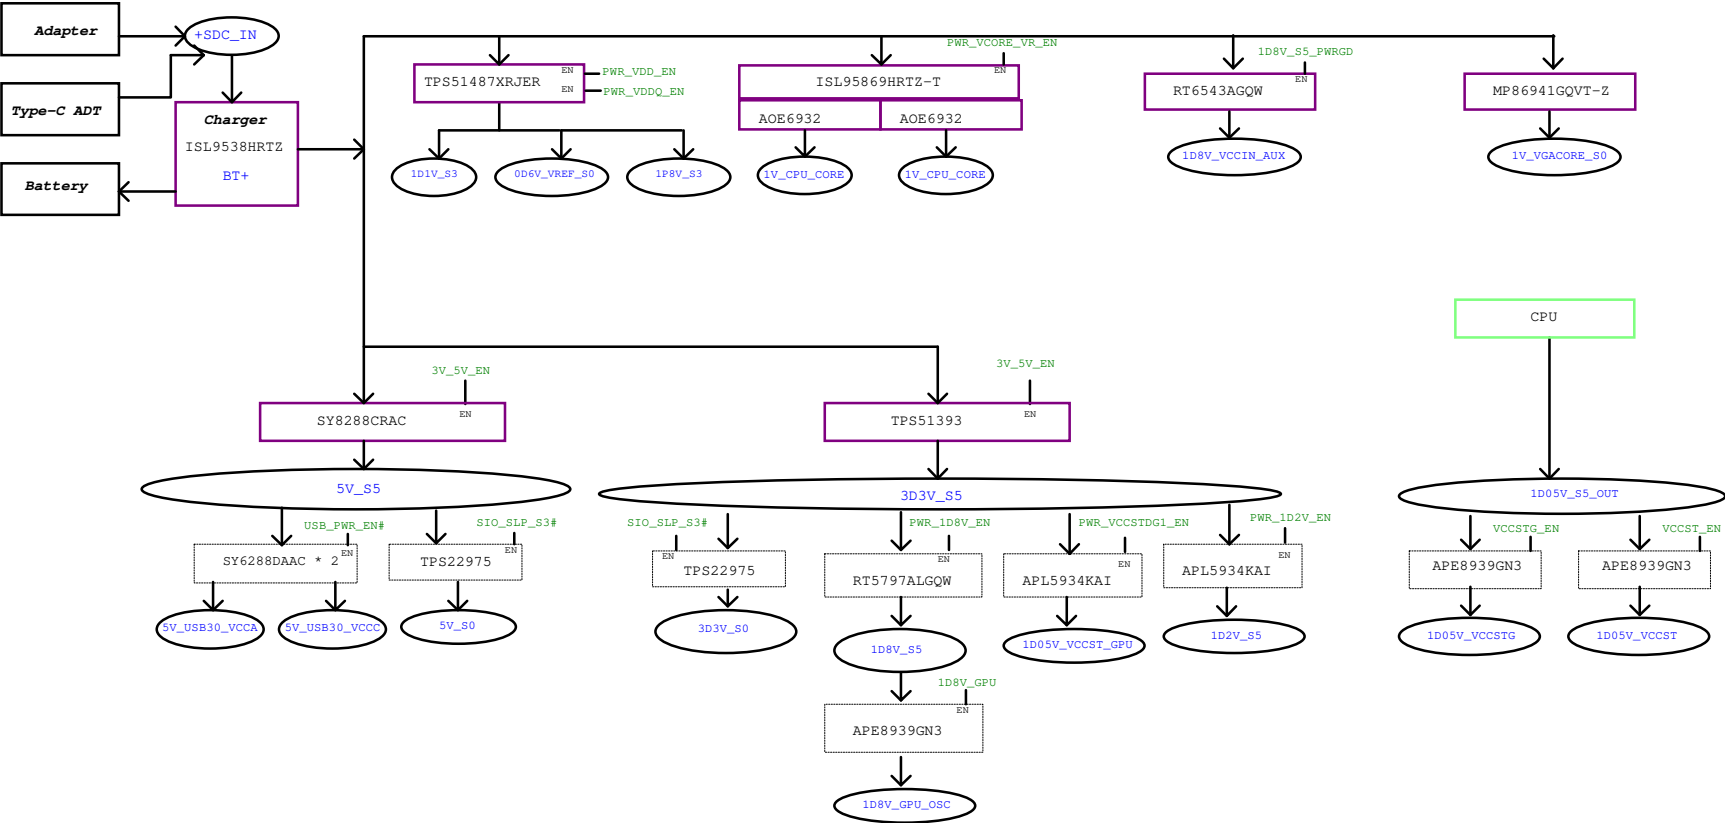 Adapter
+SDC_IN
Type-C ADT
Charger
ISL9538HRTZ
BT+
Battery
TPS51487XRJER
EN
EN
PWR_VDD_EN
PWR_VDDQ_EN
1D1V_S3
0D6V_VREF_S0
1P8V_S3
PWR_VCORE_VR_EN
EN
ISL95869HRTZ-T
AOE6932
AOE6932
1V_CPU_CORE
1V_CPU_CORE
1D8V_S5_PWRGD
EN
RT6543AGQW
1D8V_VCCIN_AUX
MP86941GQVT-Z
1V_VGACORE_S0
3V_5V_EN
EN
SY8288CRAC
5V_S5
USB_PWR_EN#
EN
SY6288DAAC * 2
5V_USB30_VCCA
5V_USB30_VCCC
SIO_SLP_S3#
EN
TPS22975
5V_S0
3V_5V_EN
EN
TPS51393
3D3V_S5
SIO_SLP_S3#
EN
TPS22975
3D3V_S0
PWR_1D8V_EN
EN
RT5797ALGQW
1D8V_S5
1D8V_GPU
EN
APE8939GN3
1D8V_GPU_OSC
PWR_VCCSTDG1_EN
EN
APL5934KAI
1D05V_VCCST_GPU
PWR_1D2V_EN
EN
APL5934KAI
1D2V_S5
CPU
1D05V_S5_OUT
VCCSTG_EN
EN
APE8939GN3
1D05V_VCCSTG
VCCST_EN
EN
APE8939GN3
1D05V_VCCST